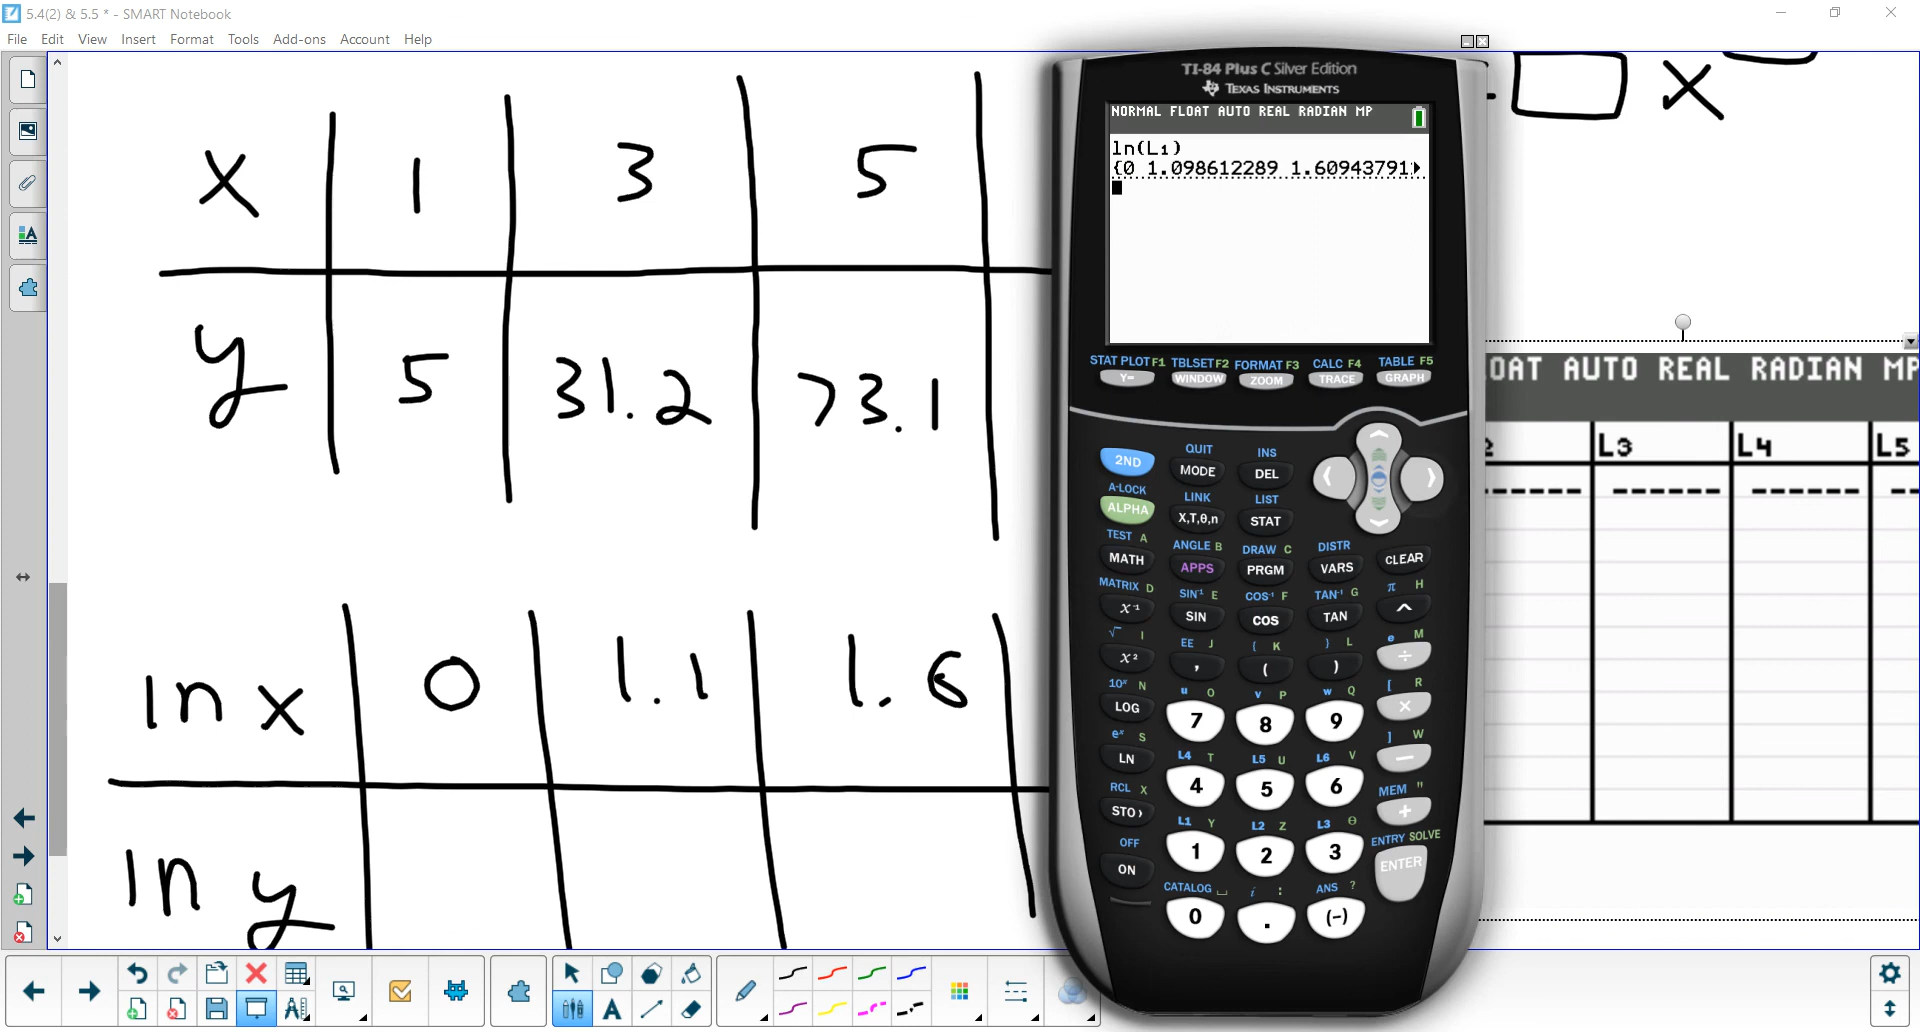 5.4(2) & 5.5 * - SMART Notebook
File Edit View Insert Format Tools Add-ons Account Help
x 1 3 5
y 5 31.2 73.1
ln x 0 1.1 1.6
ln y
x
TI-84 Plus C Silver Edition
TEXAS INSTRUMENTS
NORMAL FLOAT AUTO REAL RADIAN MP
ln(L1)
{0 1.098612289 1.60943791
STAT PLOT F1 TBLSET F2 FORMAT F3 CALC F4 TABLE F5
Y= WINDOW ZOOM TRACE GRAPH
QUIT INS
2ND MODE DEL
A-LOCK LINK LIST
ALPHA X,T,θ,n STAT
TEST A ANGLE B DRAW C DISTR
MATH APPS PRGM VARS CLEAR
MATRIX D SIN⁻¹ E COS⁻¹ F TAN⁻¹ G π H
x⁻¹ SIN COS TAN ^
√ I EE J { K } L e M
x² , ( ) ÷
10ˣ N u O v P w Q [ R
LOG 7 8 9 ×
eˣ S L4 T L5 U L6 V ] W
LN 4 5 6 −
RCL X L1 Y L2 Z L3 θ MEM "
STO› 1 2 3 +
OFF CATALOG ⎵ i : ANS ? ENTRY SOLVE
ON 0 . (-) ENTER
OAT AUTO REAL RADIAN MP
2 L3 L4 L5